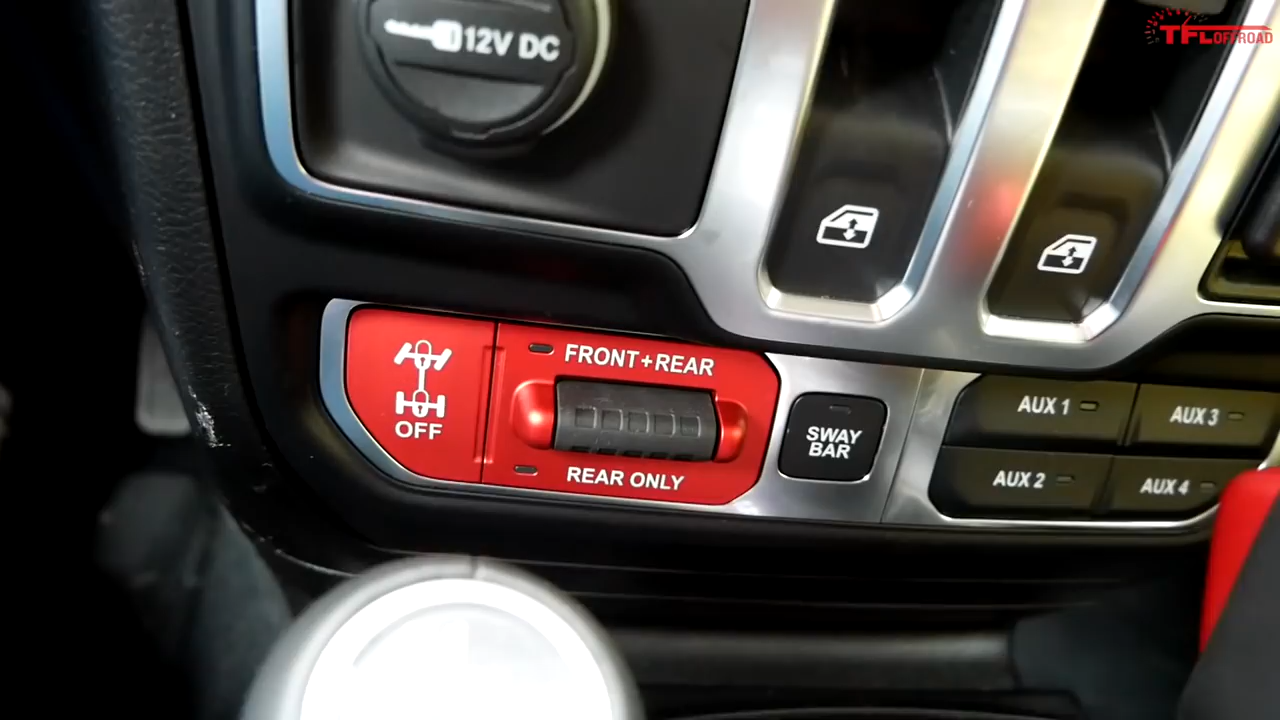 TFLOFFROAD
12V DC
FRONT+REAR
OFF
REAR ONLY
SWAY
BAR
AUX 1
AUX 3
AUX 2
AUX 4